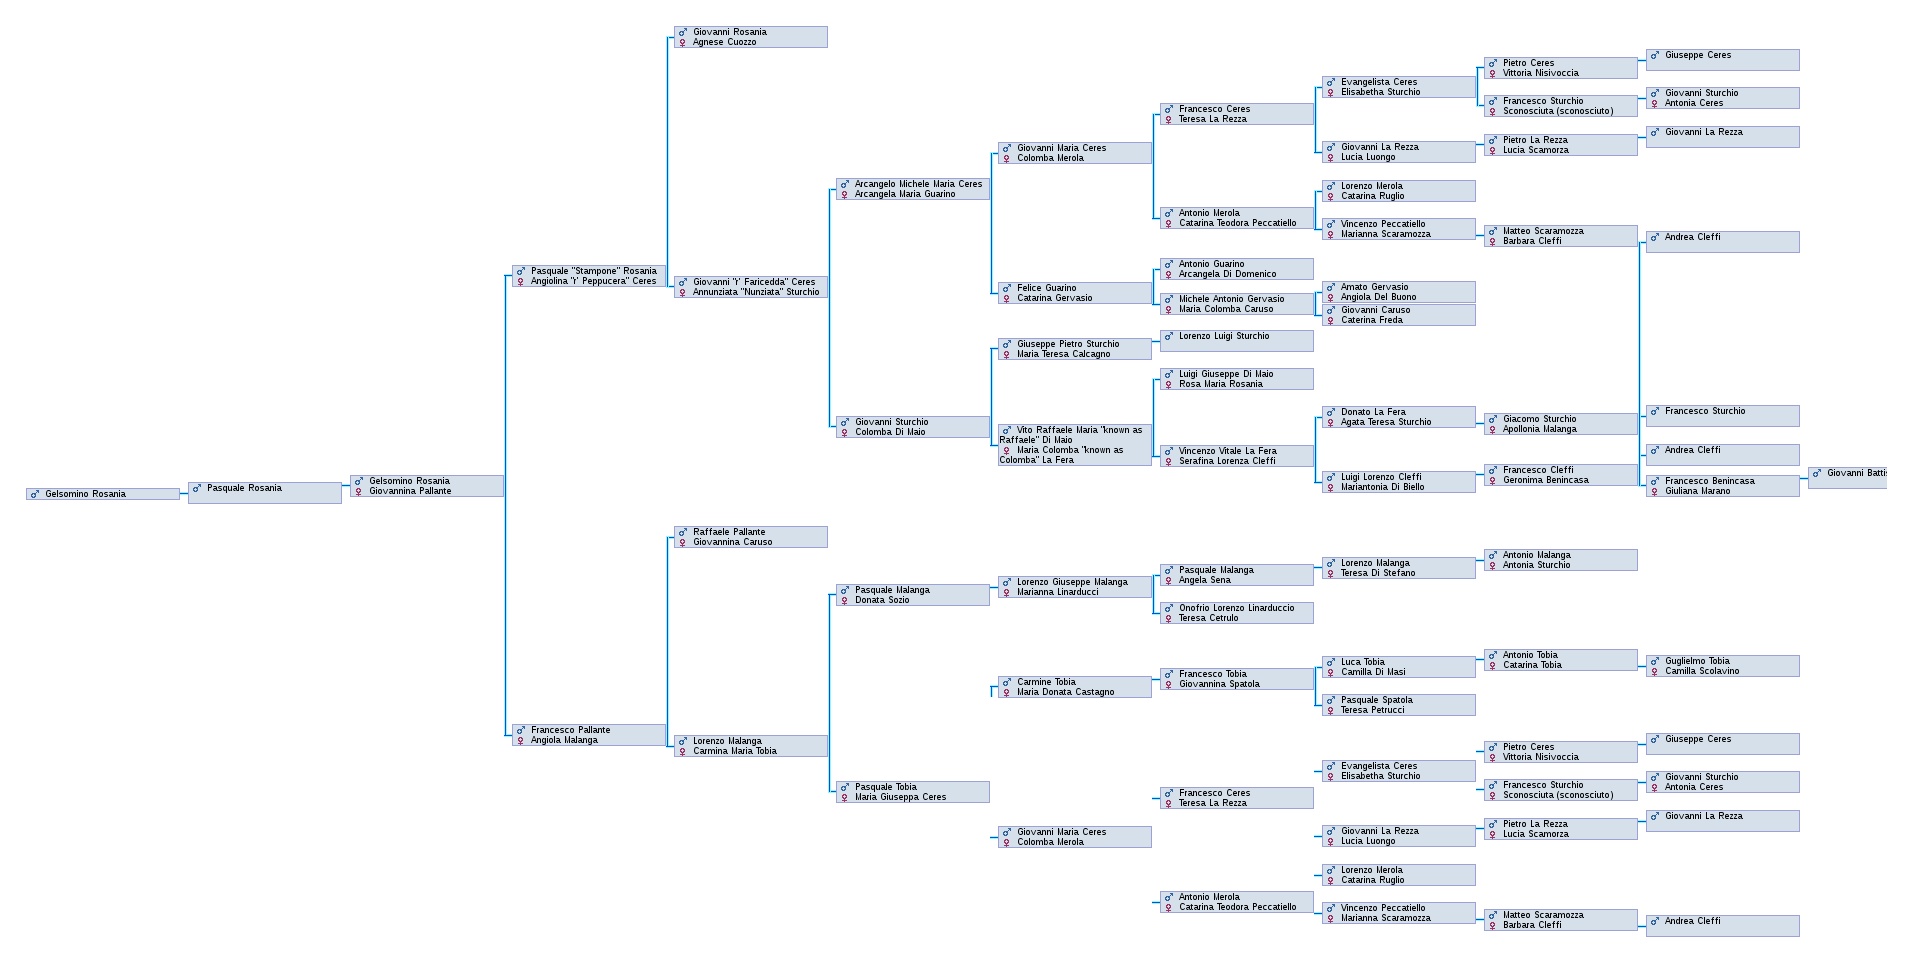 Gelsomino Rosania
Pasquale Rosania
Gelsomino Rosania
Giovannina Pallante
Pasquale "Stampone" Rosania
Angiolina "r' Peppucera" Ceres
Francesco Pallante
Angiola Malanga
Giovanni Rosania
Agnese Cuozzo
Giovanni "r' Faricedda" Ceres
Annunziata "Nunziata" Sturchio
Raffaele Pallante
Giovannina Caruso
Lorenzo Malanga
Carmina Maria Tobia
Arcangelo Michele Maria Ceres
Arcangela Maria Guarino
Giovanni Sturchio
Colomba Di Maio
Pasquale Malanga
Donata Sozio
Pasquale Tobia
Maria Giuseppa Ceres
Giovanni Maria Ceres
Colomba Merola
Felice Guarino
Catarina Gervasio
Giuseppe Pietro Sturchio
Maria Teresa Calcagno
Vito Raffaele Maria "known as
Raffaele" Di Maio
Maria Colomba "known as
Colomba" La Fera
Lorenzo Giuseppe Malanga
Marianna Linarducci
Carmine Tobia
Maria Donata Castagno
Giovanni Maria Ceres
Colomba Merola
Francesco Ceres
Teresa La Rezza
Antonio Merola
Catarina Teodora Peccatiello
Antonio Guarino
Arcangela Di Domenico
Michele Antonio Gervasio
Maria Colomba Caruso
Lorenzo Luigi Sturchio
Luigi Giuseppe Di Maio
Rosa Maria Rosania
Vincenzo Vitale La Fera
Serafina Lorenza Cleffi
Pasquale Malanga
Angela Sena
Onofrio Lorenzo Linarduccio
Teresa Cetrulo
Francesco Tobia
Giovannina Spatola
Francesco Ceres
Teresa La Rezza
Antonio Merola
Catarina Teodora Peccatiello
Evangelista Ceres
Elisabetha Sturchio
Giovanni La Rezza
Lucia Luongo
Lorenzo Merola
Catarina Ruglio
Vincenzo Peccatiello
Marianna Scaramozza
Amato Gervasio
Angiola Del Buono
Giovanni Caruso
Caterina Freda
Donato La Fera
Agata Teresa Sturchio
Luigi Lorenzo Cleffi
Mariantonia Di Biello
Lorenzo Malanga
Teresa Di Stefano
Luca Tobia
Camilla Di Masi
Pasquale Spatola
Teresa Petrucci
Evangelista Ceres
Elisabetha Sturchio
Giovanni La Rezza
Lucia Luongo
Lorenzo Merola
Catarina Ruglio
Vincenzo Peccatiello
Marianna Scaramozza
Pietro Ceres
Vittoria Nisivoccia
Francesco Sturchio
Sconosciuta (sconosciuto)
Pietro La Rezza
Lucia Scamorza
Matteo Scaramozza
Barbara Cleffi
Giacomo Sturchio
Apollonia Malanga
Francesco Cleffi
Geronima Benincasa
Antonio Malanga
Antonia Sturchio
Antonio Tobia
Catarina Tobia
Pietro Ceres
Vittoria Nisivoccia
Francesco Sturchio
Sconosciuta (sconosciuto)
Pietro La Rezza
Lucia Scamorza
Matteo Scaramozza
Barbara Cleffi
Giuseppe Ceres
Giovanni Sturchio
Antonia Ceres
Giovanni La Rezza
Andrea Cleffi
Francesco Sturchio
Andrea Cleffi
Francesco Benincasa
Giuliana Marano
Guglielmo Tobia
Camilla Scolavino
Giuseppe Ceres
Giovanni Sturchio
Antonia Ceres
Giovanni La Rezza
Andrea Cleffi
Giovanni Battis